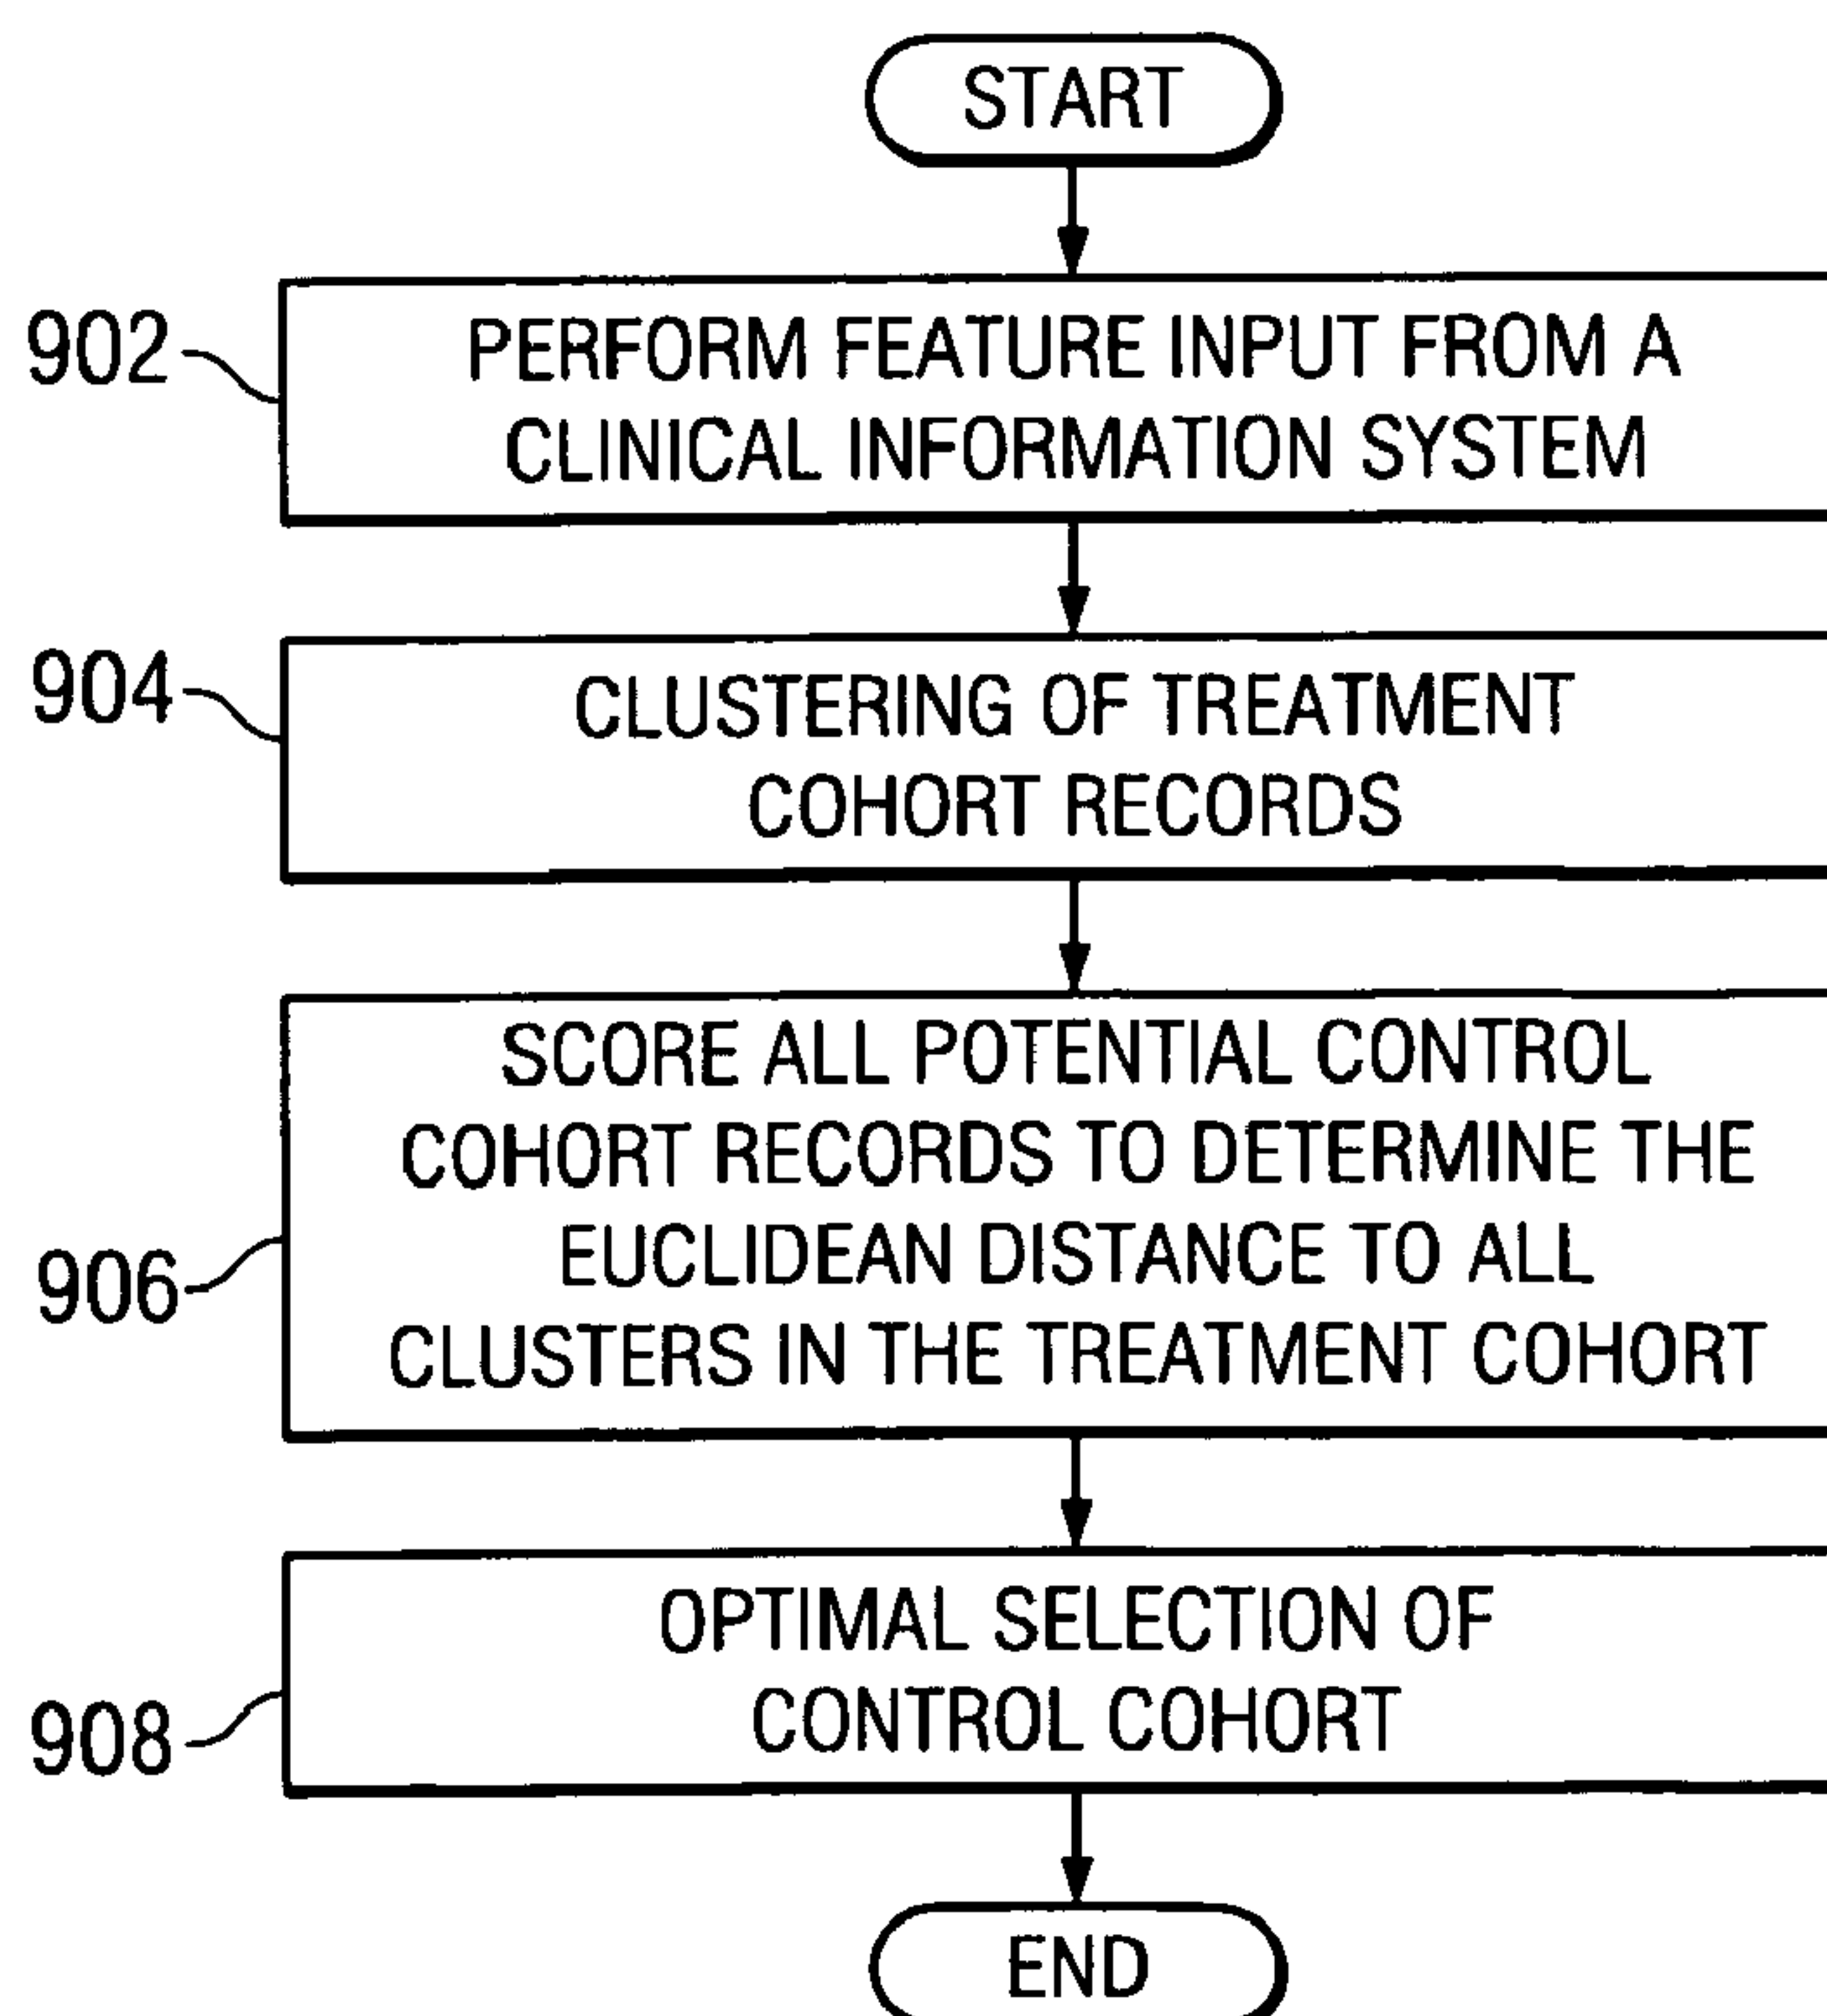 START
902
PERFORM FEATURE INPUT FROM A
CLINICAL INFORMATION SYSTEM
904
CLUSTERING OF TREATMENT
COHORT RECORDS
SCORE ALL POTENTIAL CONTROL
COHORT RECORDS TO DETERMINE THE
906
EUCLIDEAN DISTANCE TO ALL
CLUSTERS IN THE TREATMENT COHORT
OPTIMAL SELECTION OF
908
CONTROL COHORT
END